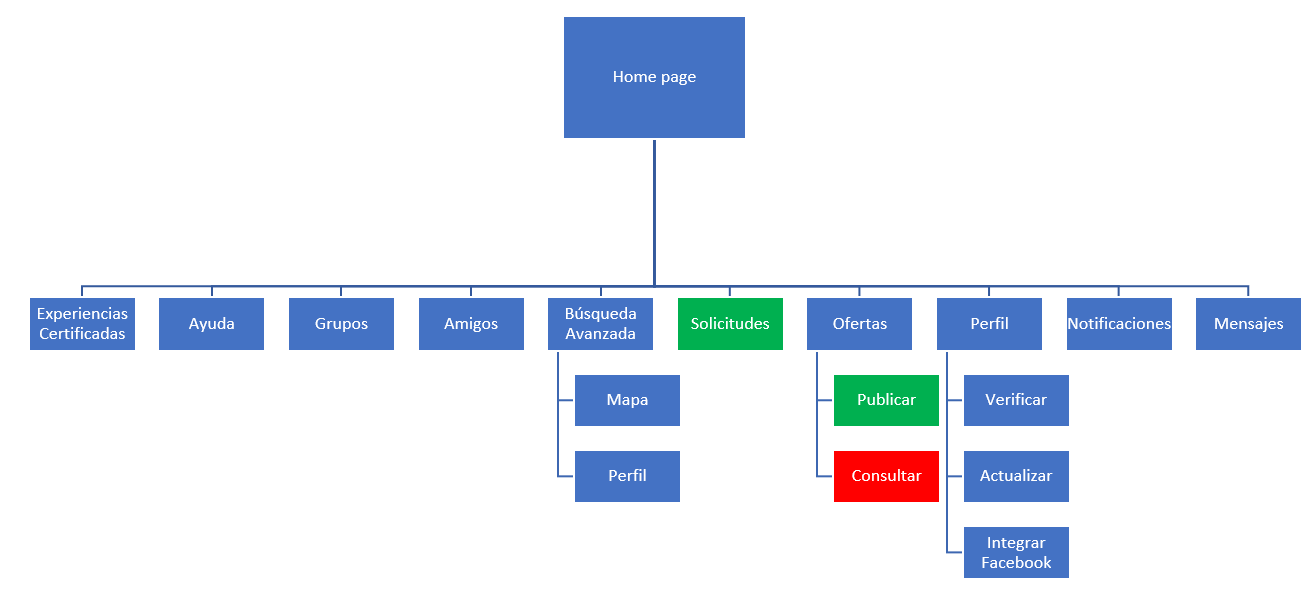 Home page
Experiencias
Certificadas
Ayuda
Grupos
Amigos
Búsqueda
Avanzada
Solicitudes
Ofertas
Perfil
Notificaciones
Mensajes
Mapa
Perfil
Publicar
Consultar
Verificar
Actualizar
Integrar
Facebook